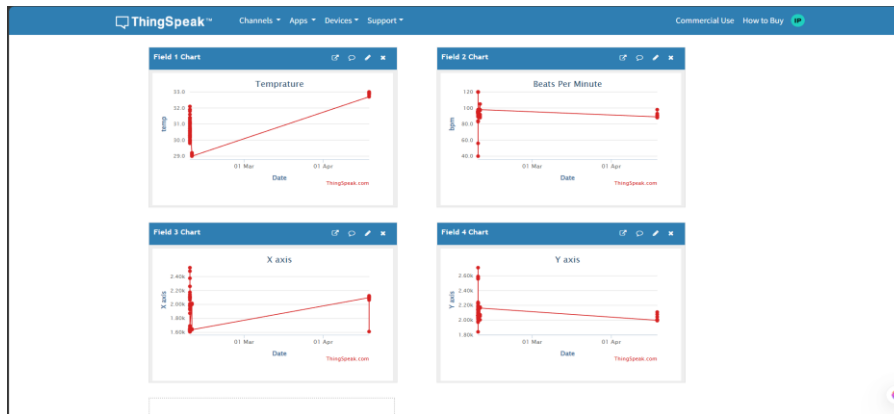 ThingSpeak™ Channels Apps Devices Support Commercial Use How to Buy IP
Field 1 Chart
Temprature
33.0
32.0
31.0
30.0
29.0
temp
01 Mar 01 Apr
Date
ThingSpeak.com
Field 2 Chart
Beats Per Minute
120
100
80.0
60.0
40.0
bpm
01 Mar 01 Apr
Date
ThingSpeak.com
Field 3 Chart
X axis
2.40k
2.20k
2.00k
1.80k
1.60k
X axis
01 Mar 01 Apr
Date
ThingSpeak.com
Field 4 Chart
Y axis
2.60k
2.40k
2.20k
2.00k
1.80k
Y axis
01 Mar 01 Apr
Date
ThingSpeak.com